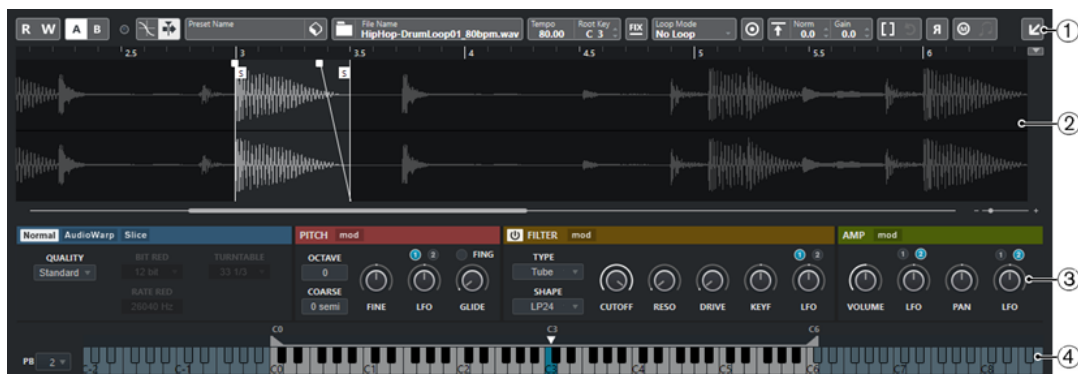 R W A B Preset Name File Name Tempo Root Key FIX Loop Mode Norm Gain
HipHop-DrumLoop01_80bpm.wav 80.00 C 3 No Loop 0.0 0.0 [ ] Я M 1
2.5 3 3.5 4 4.5 5 5.5 6
S S
2
Normal AudioWarp Slice PITCH mod FILTER mod AMP mod
QUALITY BIT RED TURNTABLE OCTAVE 1 2 FING TYPE 1 2 1 2 1 2
Standard 12 bit 33 1/3 0 Tube
RATE RED COARSE SHAPE 3
26040 Hz 0 semi FINE LFO GLIDE LP24 CUTOFF RESO DRIVE KEYF LFO VOLUME LFO PAN LFO
C0 C3 C6
PB 2 4
C-2 C-1 C0 C1 C2 C3 C4 C5 C6 C7 C8